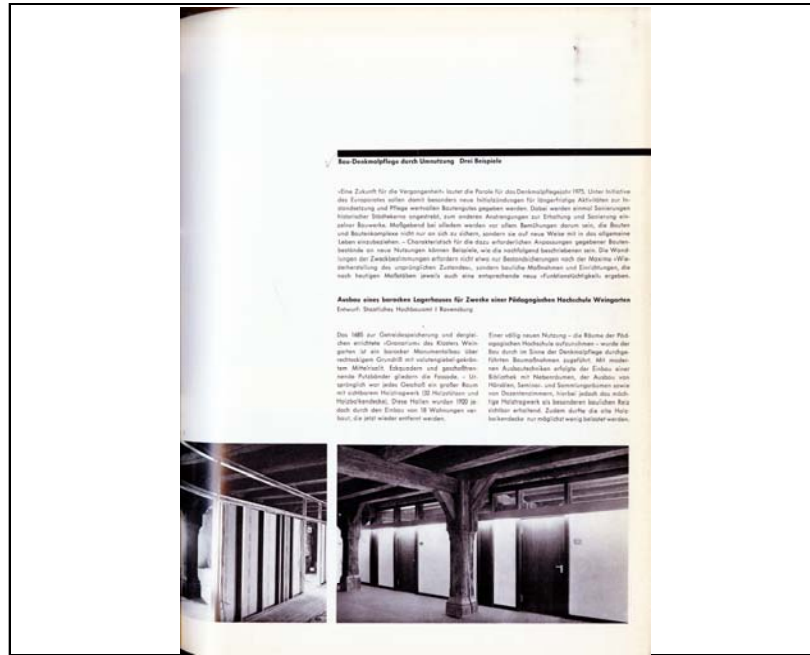 Bau-Denkmalpflege durch Umnutzung Drei Beispiele
»Eine Zukunft für die Vergangenheit« lautet die Parole für das Denkmalpflegejahr 1975. Unter Initiative
des Europarates sollen damit besonders neue Initialzündungen für längerfristige Aktivitäten zur In-
standsetzung und Pflege wertvollen Bautengutes gegeben werden. Dabei werden einmal Sanierungen
historischer Städtekerne angestrebt, zum anderen Anstrengungen zur Erhaltung und Sanierung ein-
zelner Bauwerke. Maßgebend bei alledem werden vor allem Bemühungen darum sein, die Bauten
und Bautenkomplexe nicht nur an sich zu sichern, sondern sie auf neue Weise mit in das allgemeine
Leben einzubeziehen. – Charakteristisch für die dazu erforderlichen Anpassungen gegebener Bauten-
bestände an neue Nutzungen können Beispiele, wie die nachfolgend beschriebenen sein. Die Wand-
lungen der Zweckbestimmungen erfordern nicht etwa nur Bestandsicherungen nach der Maxime »Wie-
derherstellung des ursprünglichen Zustandes«, sondern bauliche Maßnahmen und Einrichtungen, die
nach heutigen Maßstäben jeweils auch eine entsprechende neue »Funktionstüchtigkeit« ergeben.
Ausbau eines barocken Lagerhauses für Zwecke einer Pädagogischen Hochschule Weingarten
Entwurf: Staatliches Hochbauamt I Ravensburg
Das 1685 zur Getreidespeicherung und derglei-
chen errichtete »Granarium« des Klosters Wein-
garten ist ein barocker Monumentalbau über
rechteckigem Grundriß mit volutengiebel-gekrön-
tem Mittelrisalit. Eckquadern und geschoßtren-
nende Putzbänder gliedern die Fassade. – Ur-
sprünglich war jedes Geschoß ein großer Raum
mit sichtbarem Holztragwerk (32 Holzstützen und
Holzbalkendecke). Diese Hallen wurden 1920 je-
doch durch den Einbau von 18 Wohnungen ver-
baut, die jetzt wieder entfernt werden.
Einer völlig neuen Nutzung – die Räume der Päd-
agogischen Hochschule aufzunehmen – wurde der
Bau durch im Sinne der Denkmalpflege durchge-
führten Baumaßnahmen zugeführt. Mit moder-
nen Ausbautechniken erfolgte der Einbau einer
Bibliothek mit Nebenräumen, der Ausbau von
Hörsälen, Seminar- und Sammlungsräumen sowie
von Dozentenzimmern, hierbei jedoch das mäch-
tige Holztragwerk als besonderen baulichen Reiz
sichtbar erhaltend. Zudem durfte die alte Holz-
balkendecke nur möglichst wenig belastet werden.